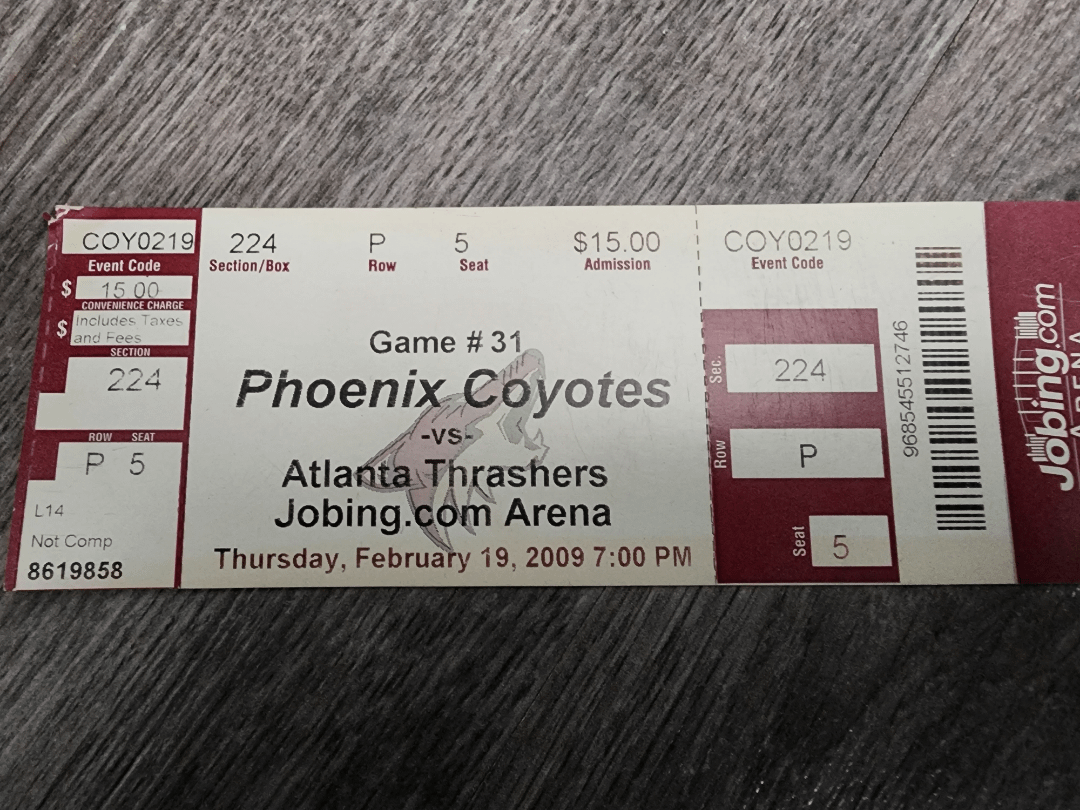 COY0219
Event Code
$ 15.00
CONVENIENCE CHARGE
$ Includes Taxes
and Fees
SECTION
224
ROW SEAT
P 5
L14
Not Comp
8619858
224 P 5 $15.00
Section/Box Row Seat Admission
Game # 31
Phoenix Coyotes
-vs-
Atlanta Thrashers
Jobing.com Arena
Thursday, February 19, 2009 7:00 PM
COY0219
Event Code
Sec. 224
Row P
Seat 5
968545512746
Jobing.com
ARENA